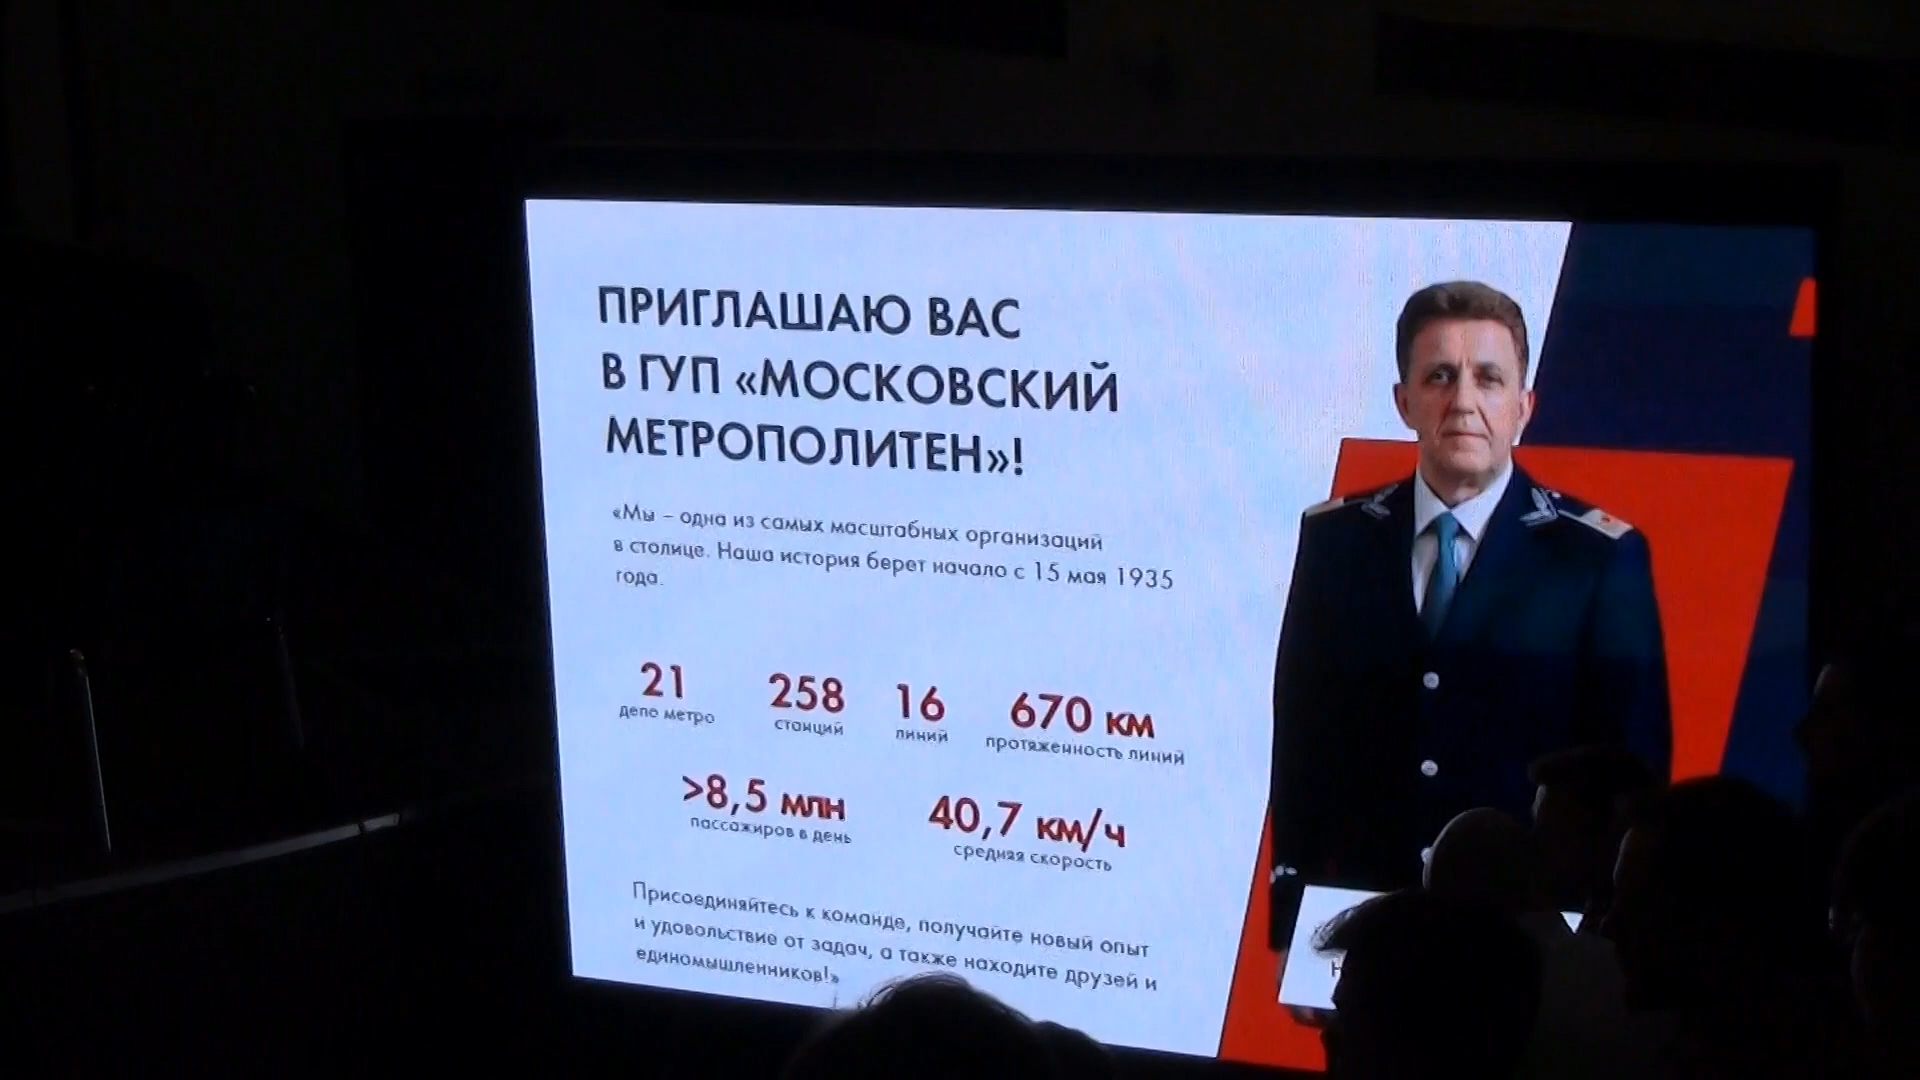 ПРИГЛАШАЮ ВАС
В ГУП «МОСКОВСКИЙ
МЕТРОПОЛИТЕН»!
«Мы – одна из самых масштабных организаций
в столице. Наша история берет начало с 15 мая 1935
года.
21
депо метро
258
станций
16
линий
670 км
протяженность линий
>8,5 млн
пассажиров в день
40,7 км/ч
средняя скорость
Присоединяйтесь к команде, получайте новый опыт
и удовольствие от задач, а также находите друзей и
единомышленников!»